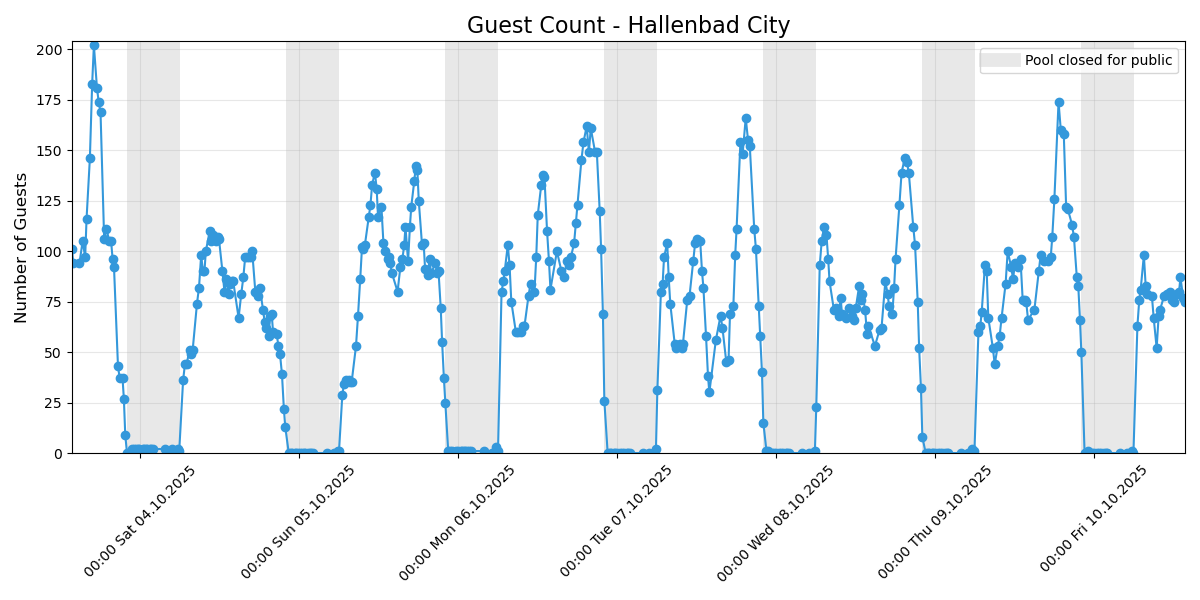 Guest Count - Hallenbad City
Pool closed for public
Number of Guests
200
175
150
125
100
75
50
25
0
00:00 Sat 04.10.2025
00:00 Sun 05.10.2025
00:00 Mon 06.10.2025
00:00 Tue 07.10.2025
00:00 Wed 08.10.2025
00:00 Thu 09.10.2025
00:00 Fri 10.10.2025